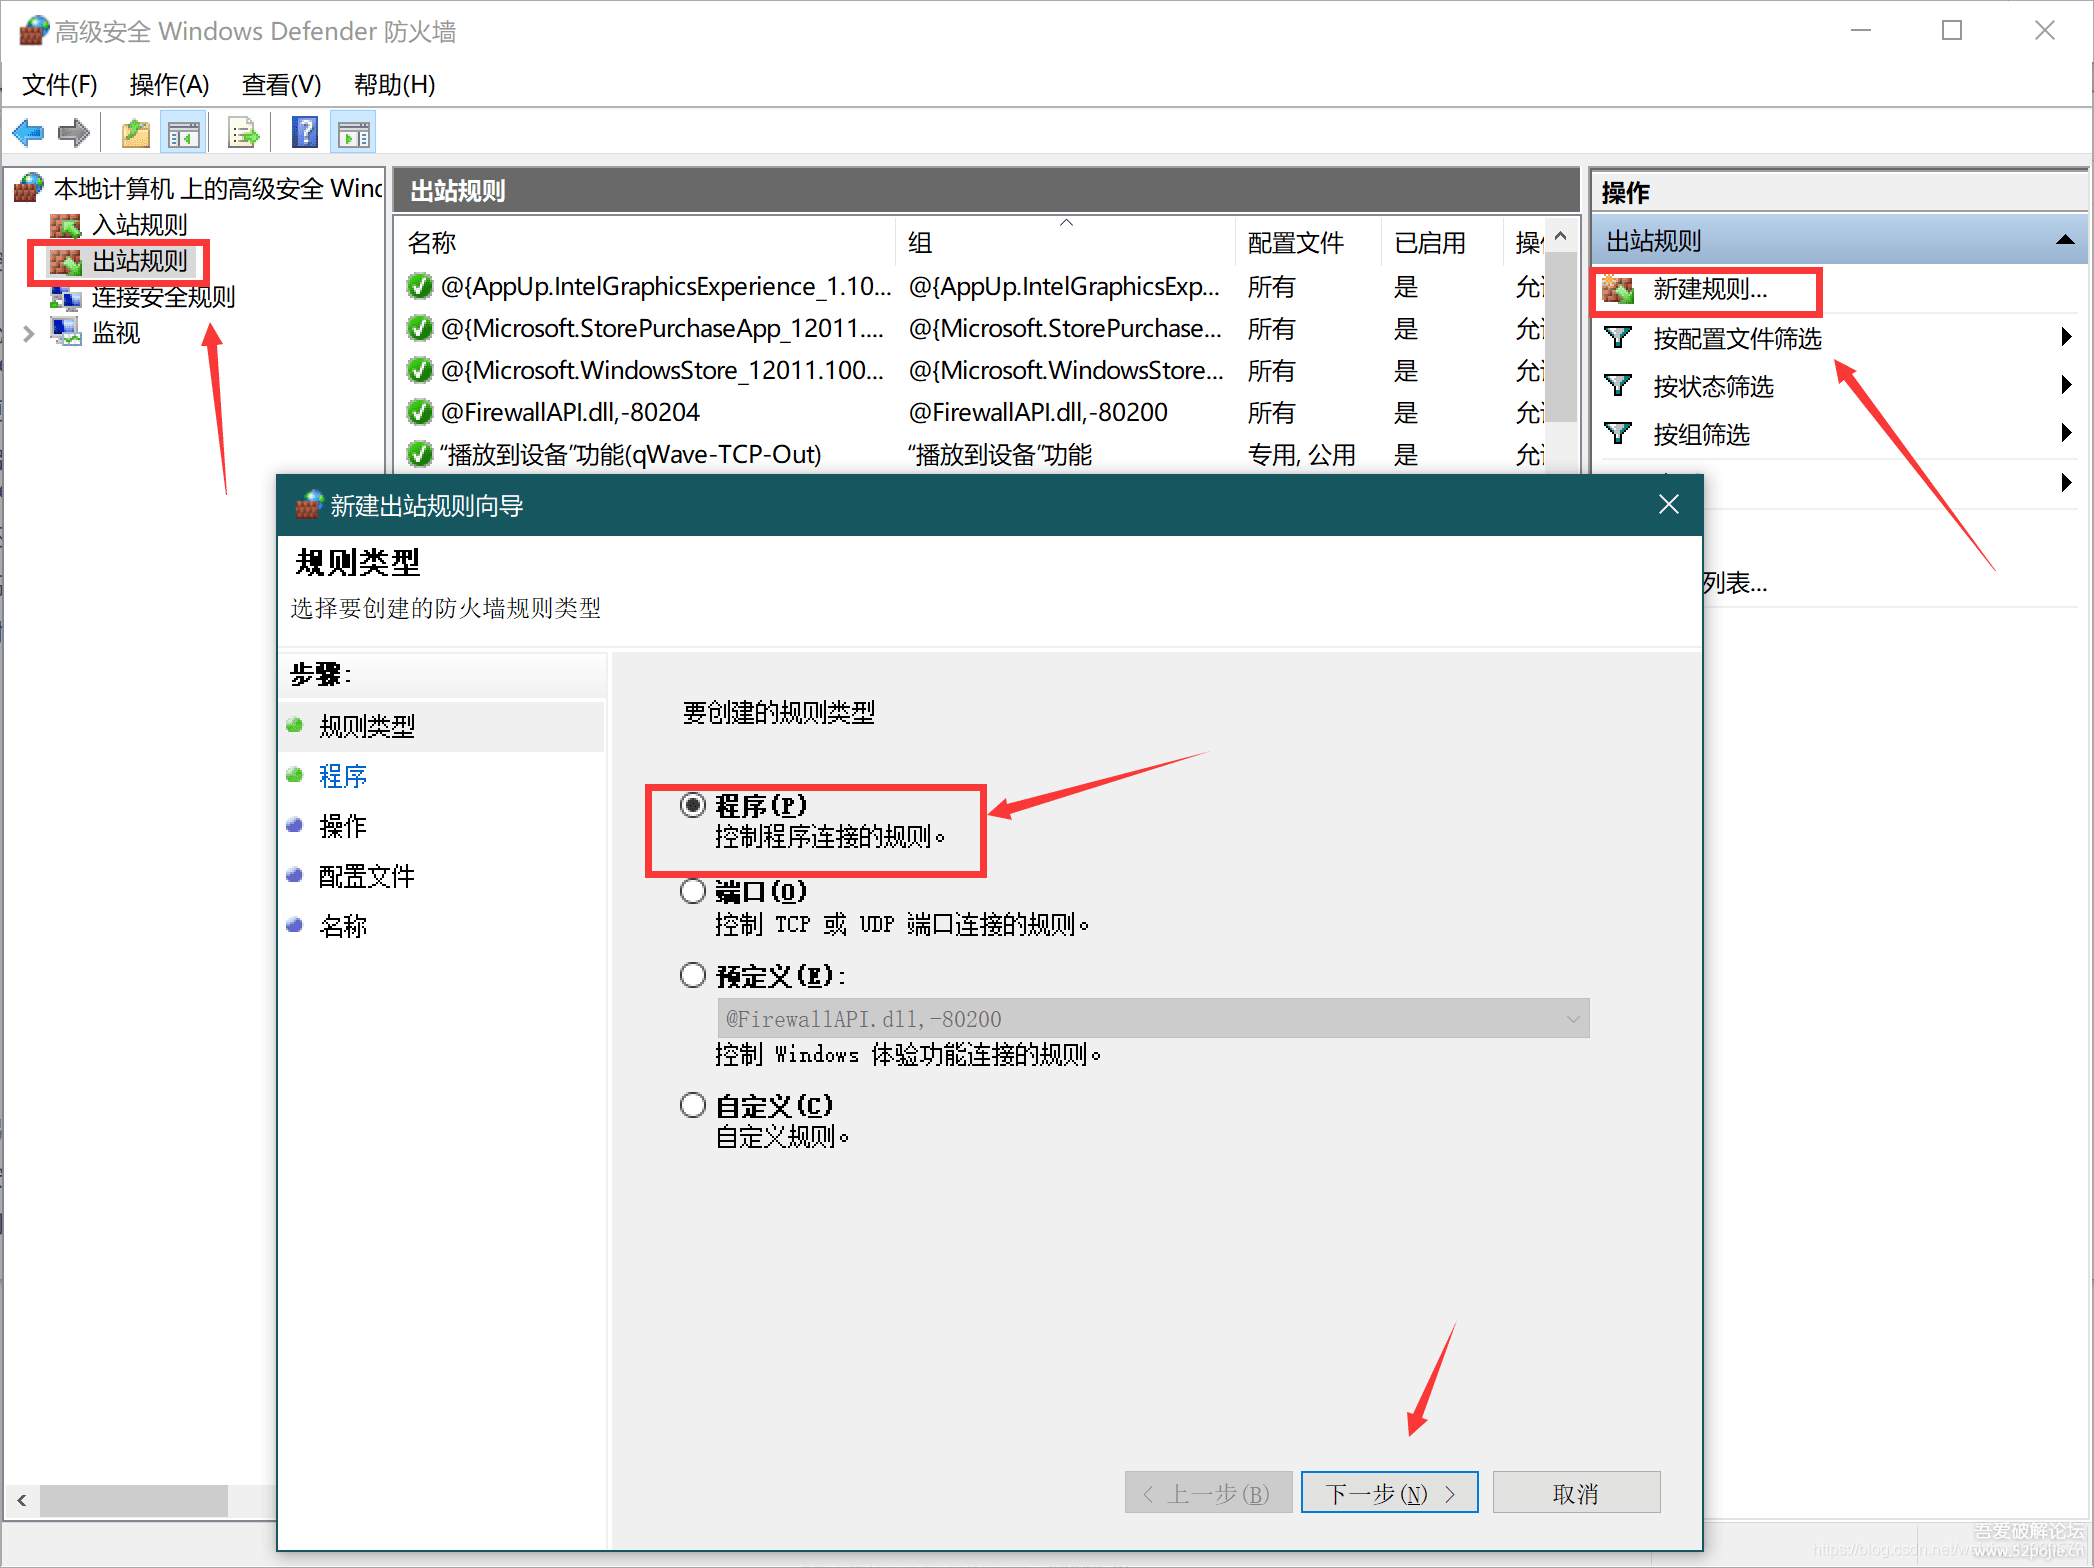 高级安全 Windows Defender 防火墙
文件(F) 操作(A) 查看(V) 帮助(H)
本地计算机 上的高级安全 Wind
入站规则
出站规则
连接安全规则
监视
出站规则
名称 组 配置文件 已启用 操
@{AppUp.IntelGraphicsExperience_1.10... @{AppUp.IntelGraphicsExp... 所有 是 允
@{Microsoft.StorePurchaseApp_12011.... @{Microsoft.StorePurchase... 所有 是 允
@{Microsoft.WindowsStore_12011.100... @{Microsoft.WindowsStore... 所有 是 允
@FirewallAPI.dll,-80204 @FirewallAPI.dll,-80200 所有 是 允
“播放到设备”功能(qWave-TCP-Out) “播放到设备”功能 专用, 公用 是 允
操作
出站规则
新建规则...
按配置文件筛选
按状态筛选
按组筛选
列表...
新建出站规则向导
规则类型
选择要创建的防火墙规则类型
步骤:
规则类型
程序
操作
配置文件
名称
要创建的规则类型
程序(P)
控制程序连接的规则。
端口(O)
控制 TCP 或 UDP 端口连接的规则。
预定义(E):
@FirewallAPI.dll,-80200
控制 Windows 体验功能连接的规则。
自定义(C)
自定义规则。
< 上一步(B) 下一步(N) > 取消
吾爱破解论坛
www.52pojie.cn